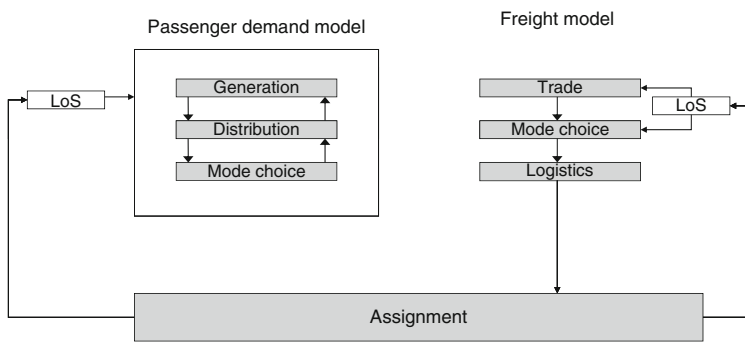 Passenger demand model
Freight model
LoS
Generation
Distribution
Mode choice
Trade
LoS
Mode choice
Logistics
Assignment